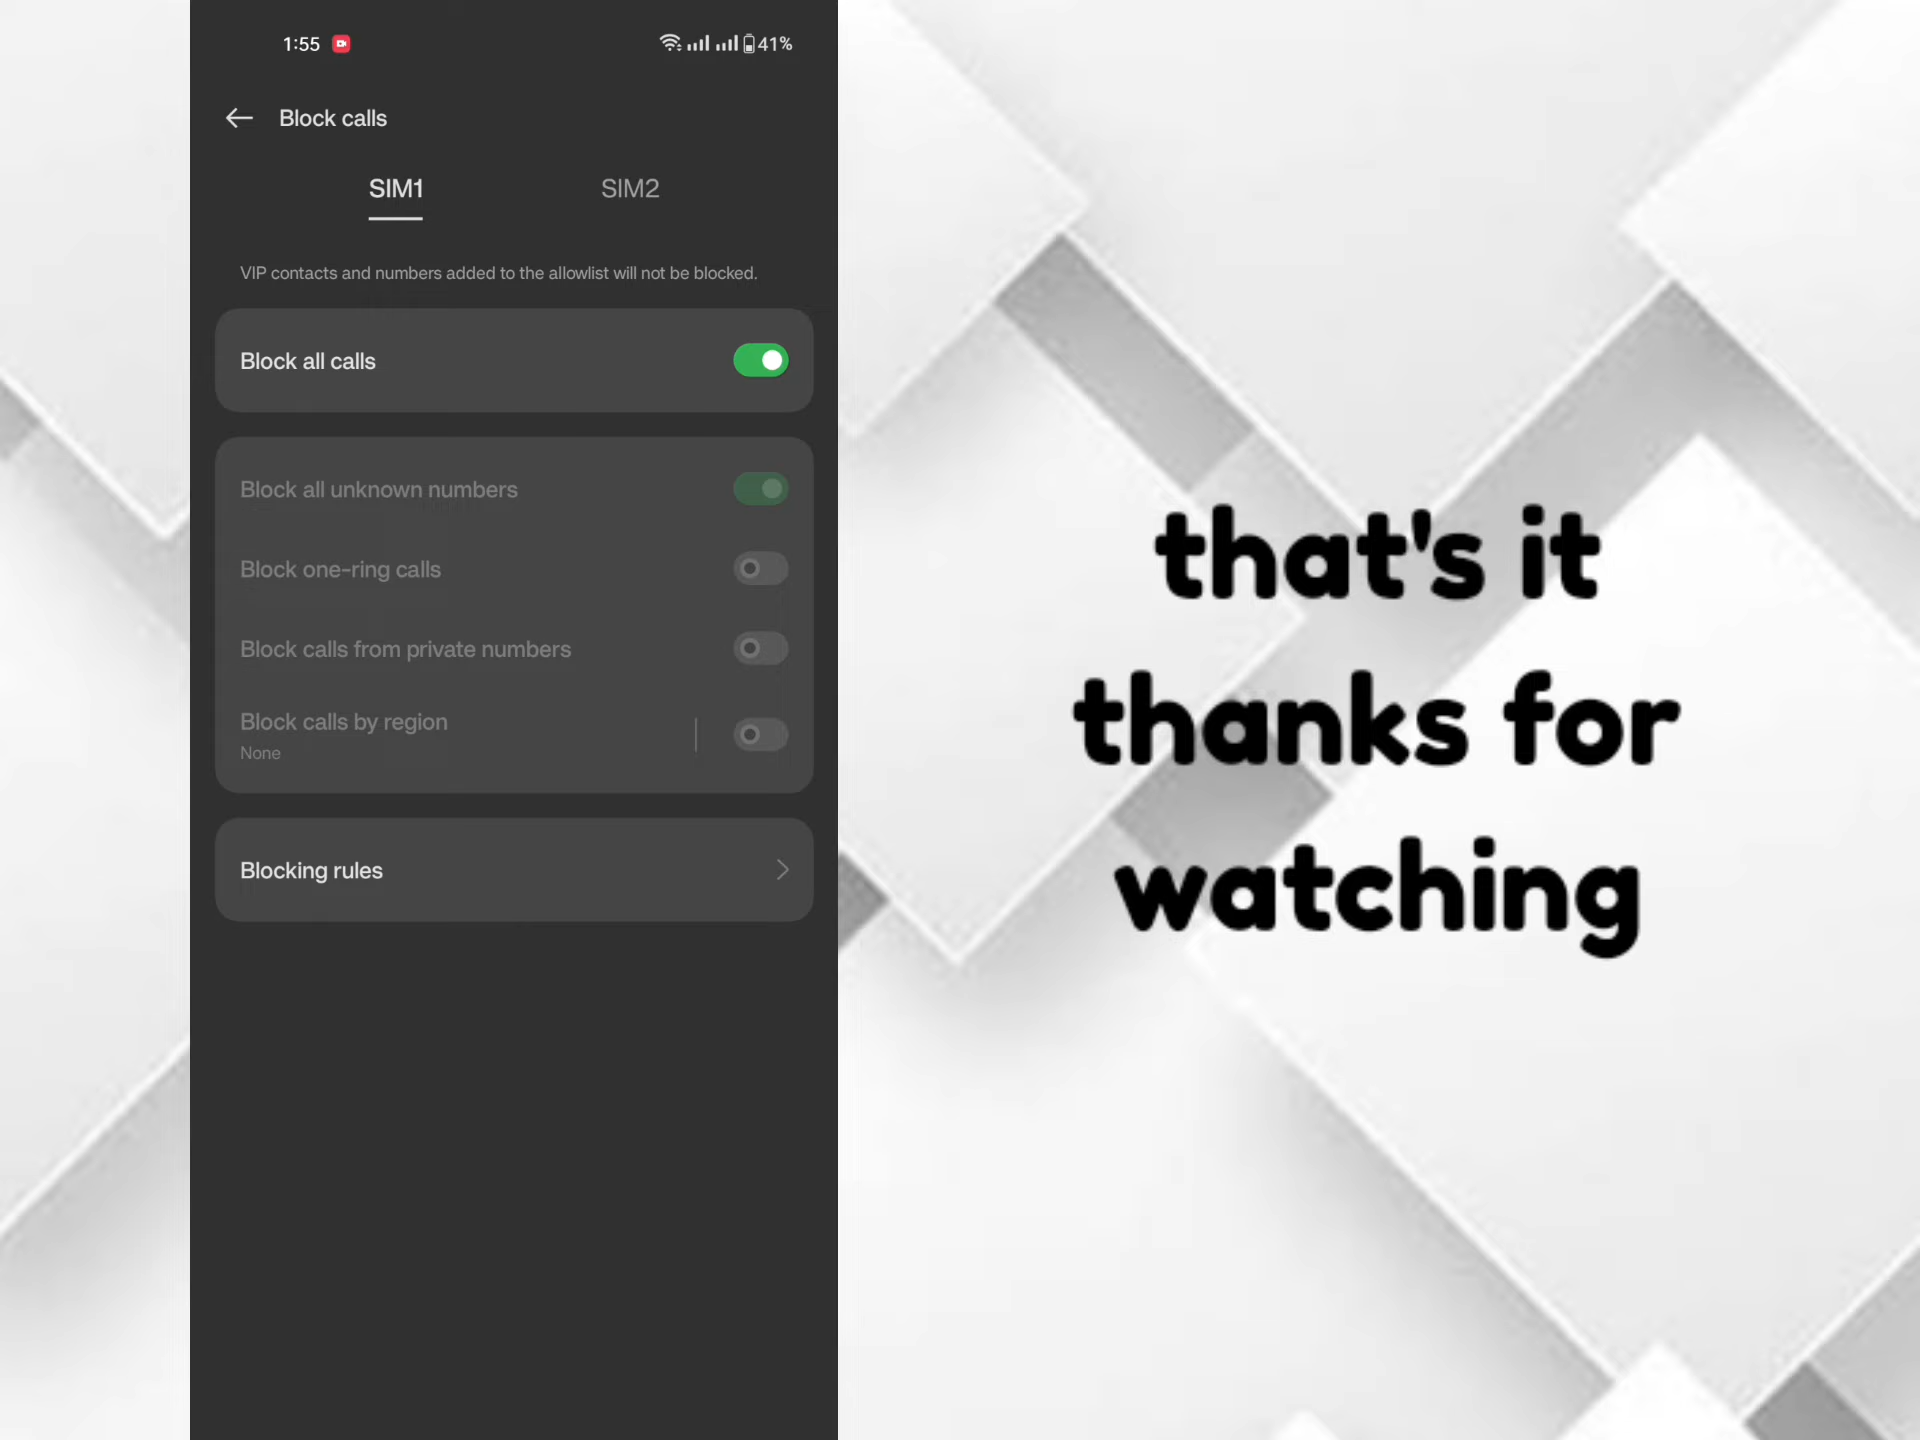 1:55
41%
Block calls
SIM1 SIM2
VIP contacts and numbers added to the allowlist will not be blocked.
Block all calls
Block all unknown numbers
Block one-ring calls
Block calls from private numbers
Block calls by region
None
Blocking rules
that's it
thanks for
watching